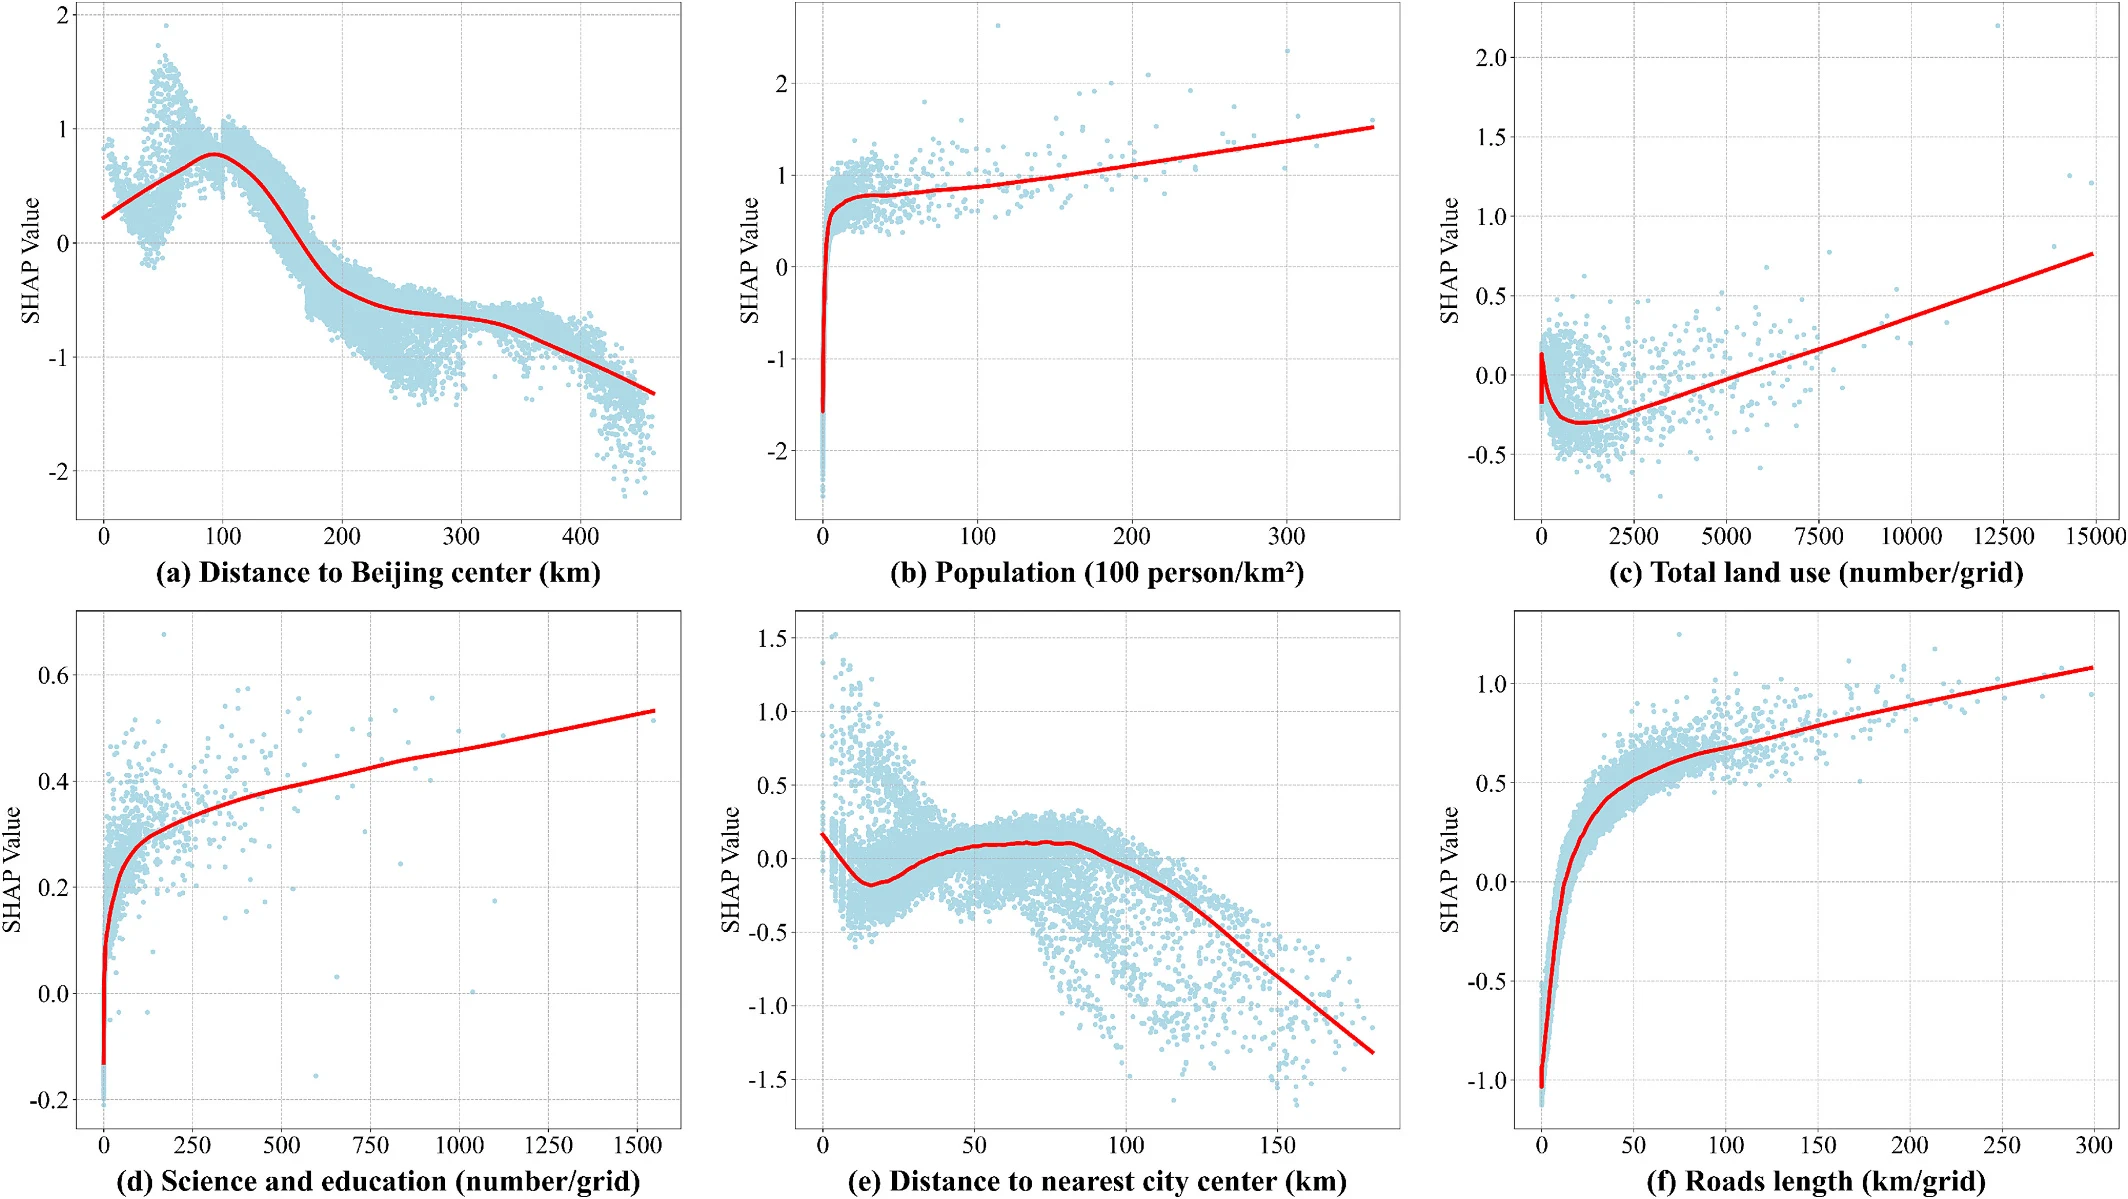 2
1
0
-1
-2
SHAP Value
0 100 200 300 400
(a) Distance to Beijing center (km)
2
1
0
-1
-2
SHAP Value
0 100 200 300
(b) Population (100 person/km²)
2.0
1.5
1.0
0.5
0.0
-0.5
SHAP Value
0 2500 5000 7500 10000 12500 15000
(c) Total land use (number/grid)
0.6
0.4
0.2
0.0
-0.2
SHAP Value
0 250 500 750 1000 1250 1500
(d) Science and education (number/grid)
1.5
1.0
0.5
0.0
-0.5
-1.0
-1.5
SHAP Value
0 50 100 150
(e) Distance to nearest city center (km)
1.0
0.5
0.0
-0.5
-1.0
SHAP Value
0 50 100 150 200 250 300
(f) Roads length (km/grid)